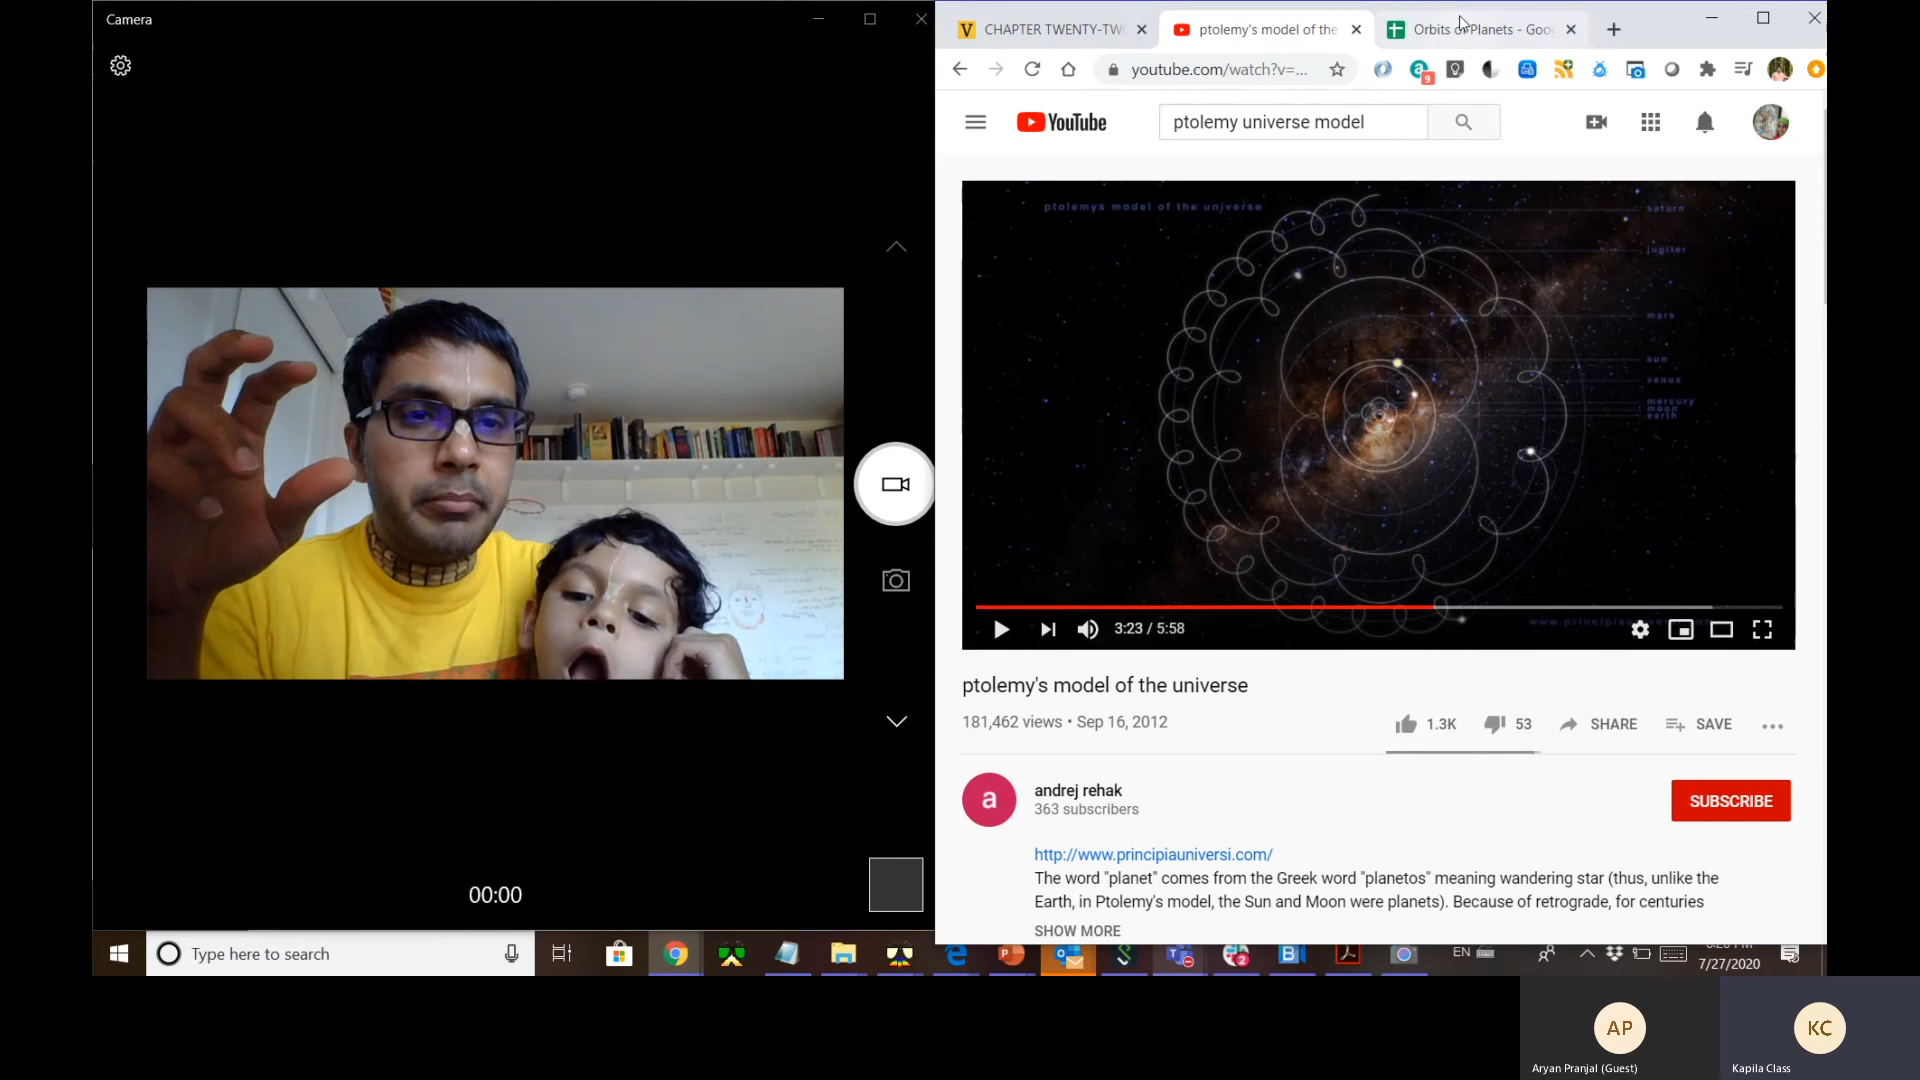 Camera
CHAPTER TWENTY-TW
ptolemy's model of the
Orbits of Planets - Goo
youtube.com/watch?v=...
9
YouTube
ptolemy universe model
ptolemys model of the universe
saturn
jupiter
mars
sun
venus
mercury
moon
earth
3:23 / 5:58
ptolemy's model of the universe
181,462 views • Sep 16, 2012
1.3K
53
SHARE
SAVE
a
andrej rehak
363 subscribers
SUBSCRIBE
http://www.principiauniversi.com/
The word "planet" comes from the Greek word "planetos" meaning wandering star (thus, unlike the
Earth, in Ptolemy's model, the Sun and Moon were planets). Because of retrograde, for centuries
SHOW MORE
00:00
Type here to search
EN
7/27/2020
AP
KC
Aryan Pranjal (Guest)
Kapila Class